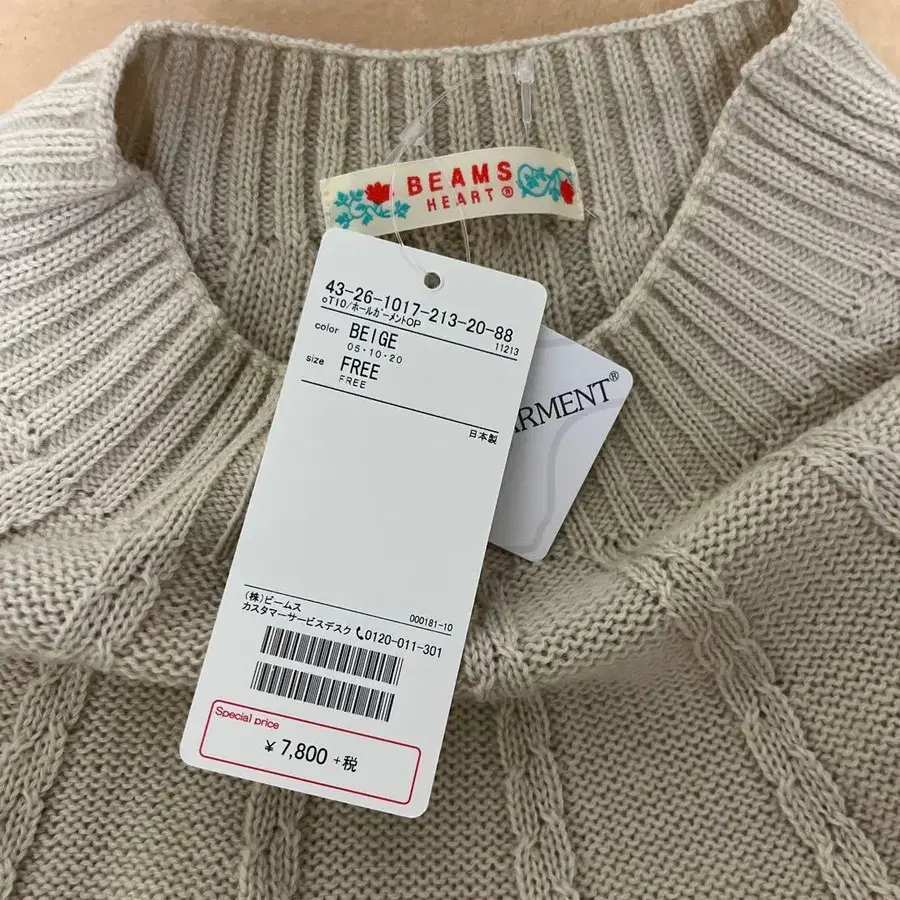 BEAMS
HEART®
43-26-1017-213-20-88
oT10/ホールガーメントOP
11213
color BEIGE
05・10・20
size FREE
FREE
日本製
ARMENT®
(株)ビームス
000181-10
カスタマーサービスデスク 0120-011-301
Special price
¥7,800 +税